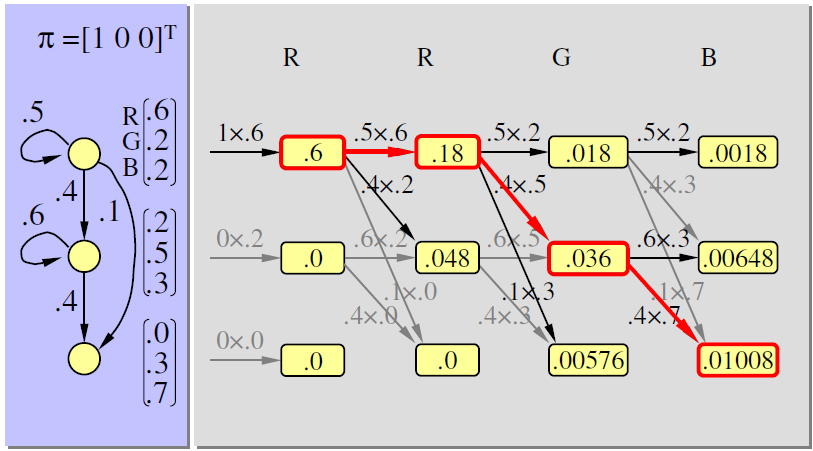 π =[1 0 0]ᵀ
R R G B
.5
R .6
G .2
B .2
.4 .1
.6
.2
.5
.3
.4
.0
.3
.7
1×.6 .6 .5×.6 .18 .5×.2 .018 .5×.2 .0018
.4×.2 .4×.5 .4×.3
0×.2 .0 .6×.2 .048 .6×.5 .036 .6×.3 .00648
.1×.0 .1×.3 .1×.7
.4×.0 .4×.3 .4×.7
0×.0 .0 .0 .00576 .01008